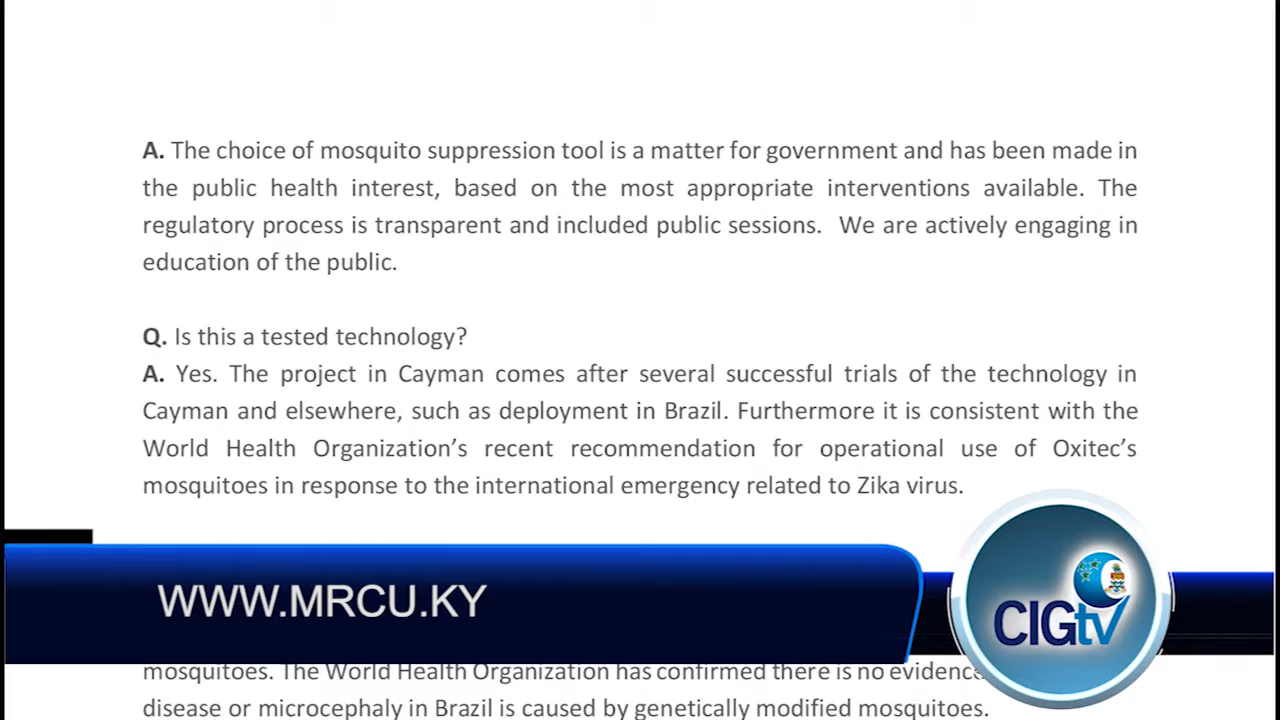 A. The choice of mosquito suppression tool is a matter for government and has been made in
the public health interest, based on the most appropriate interventions available. The
regulatory process is transparent and included public sessions. We are actively engaging in
education of the public.
Q. Is this a tested technology?
A. Yes. The project in Cayman comes after several successful trials of the technology in
Cayman and elsewhere, such as deployment in Brazil. Furthermore it is consistent with the
World Health Organization’s recent recommendation for operational use of Oxitec’s
mosquitoes in response to the international emergency related to Zika virus.
WWW.MRCU.KY
CIGtv
mosquitoes. The World Health Organization has confirmed there is no evidence
disease or microcephaly in Brazil is caused by genetically modified mosquitoes.